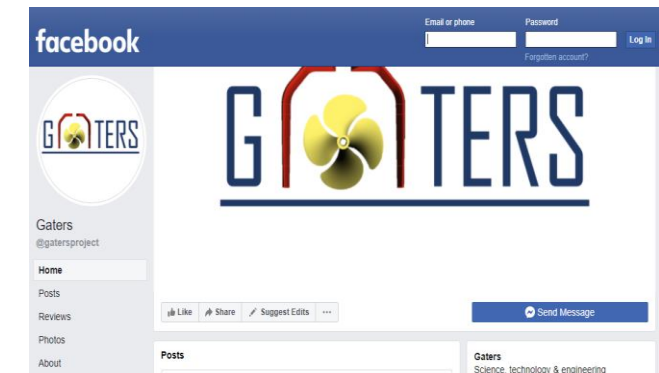 facebook
Email or phone Password
Log In
Forgotten account?
GATERS
GATERS
Gaters
@gatersproject
Home
Posts
Reviews
Photos
About
Like Share Suggest Edits ...
Send Message
Posts
Gaters
Science, technology & engineering